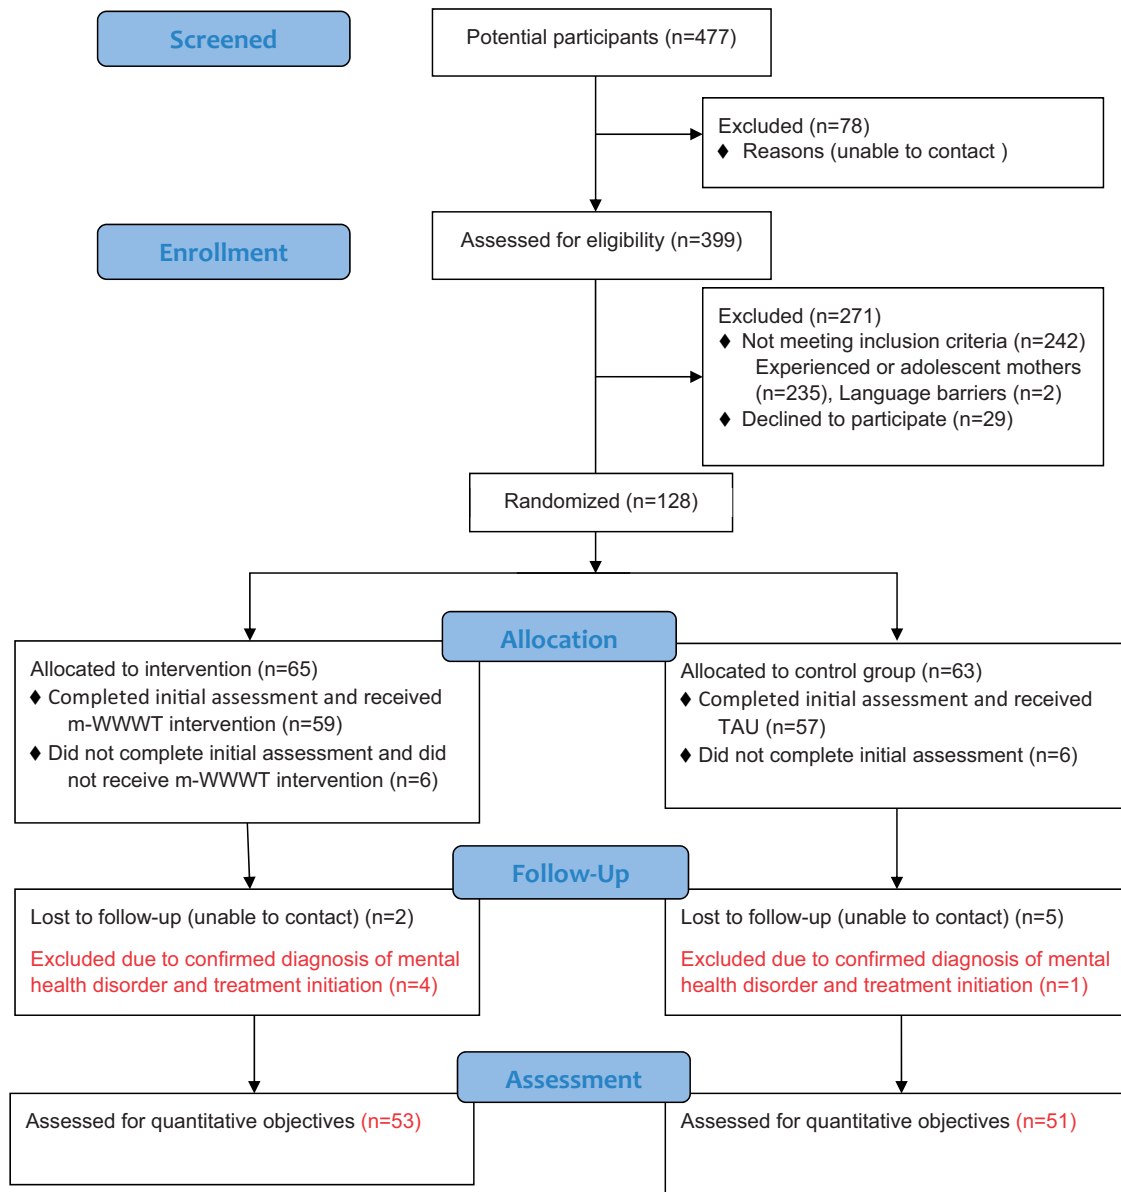 Screened
Potential participants (n=477)
Excluded (n=78)
♦ Reasons (unable to contact )
Enrollment
Assessed for eligibility (n=399)
Excluded (n=271)
♦ Not meeting inclusion criteria (n=242)
Experienced or adolescent mothers
(n=235), Language barriers (n=2)
♦ Declined to participate (n=29)
Randomized (n=128)
Allocation
Allocated to intervention (n=65)
♦ Completed initial assessment and received
m-WWWT intervention (n=59)
♦ Did not complete initial assessment and did
not receive m-WWWT intervention (n=6)
Allocated to control group (n=63)
♦ Completed initial assessment and received
TAU (n=57)
♦ Did not complete initial assessment (n=6)
Follow-Up
Lost to follow-up (unable to contact) (n=2)
Excluded due to confirmed diagnosis of mental
health disorder and treatment initiation (n=4)
Lost to follow-up (unable to contact) (n=5)
Excluded due to confirmed diagnosis of mental
health disorder and treatment initiation (n=1)
Assessment
Assessed for quantitative objectives (n=53)
Assessed for quantitative objectives (n=51)